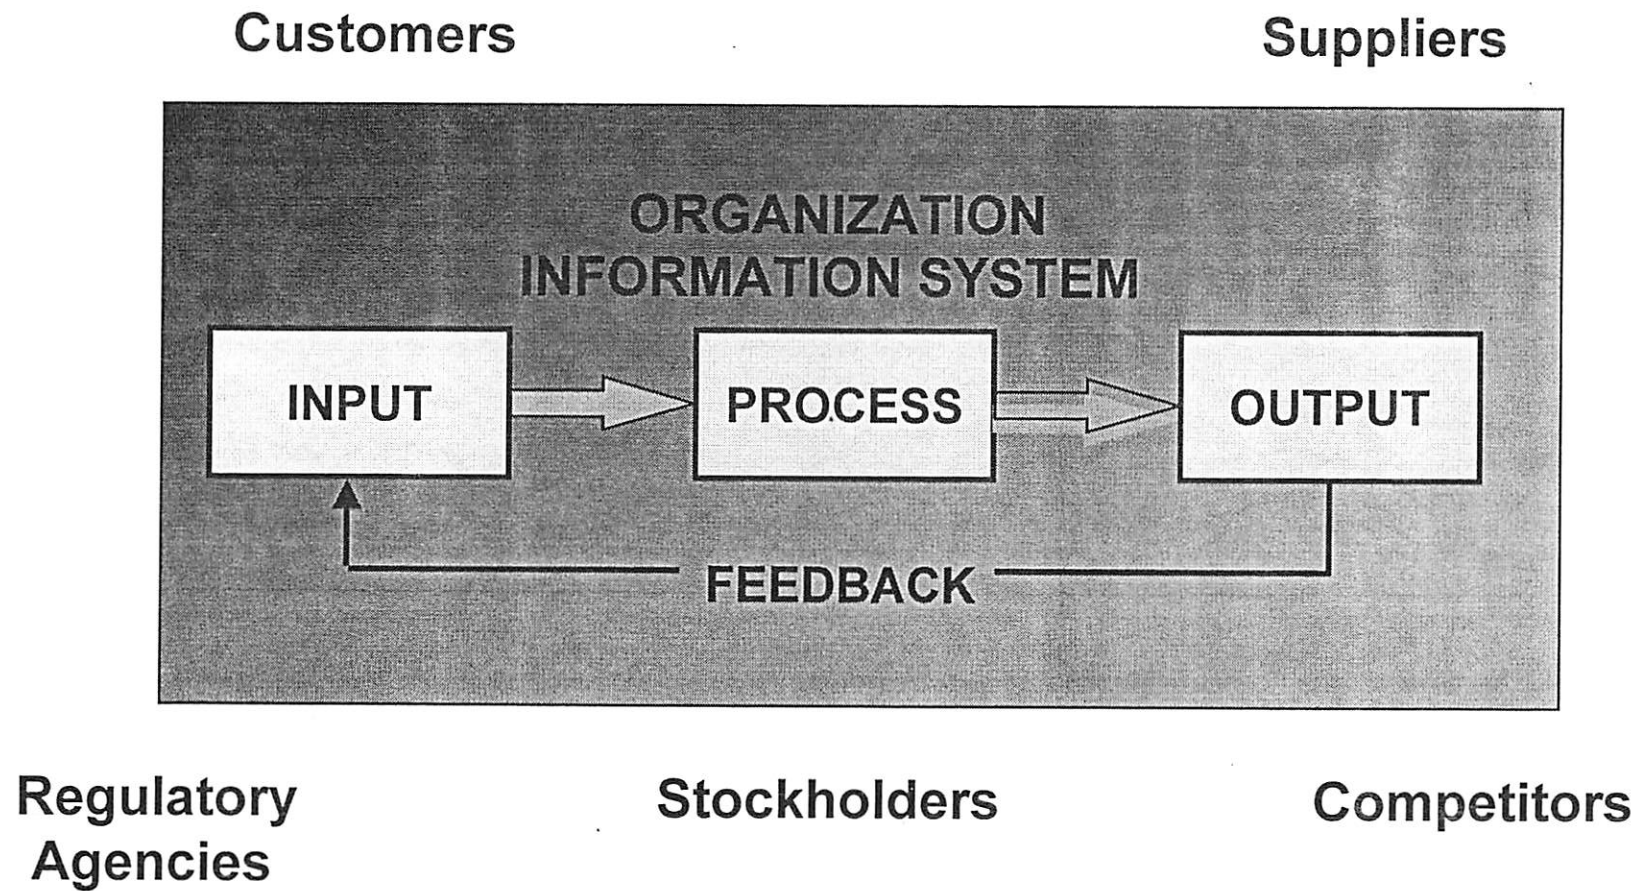 Customers
Suppliers
ORGANIZATION
INFORMATION SYSTEM
INPUT
PROCESS
OUTPUT
FEEDBACK
Regulatory
Agencies
Stockholders
Competitors